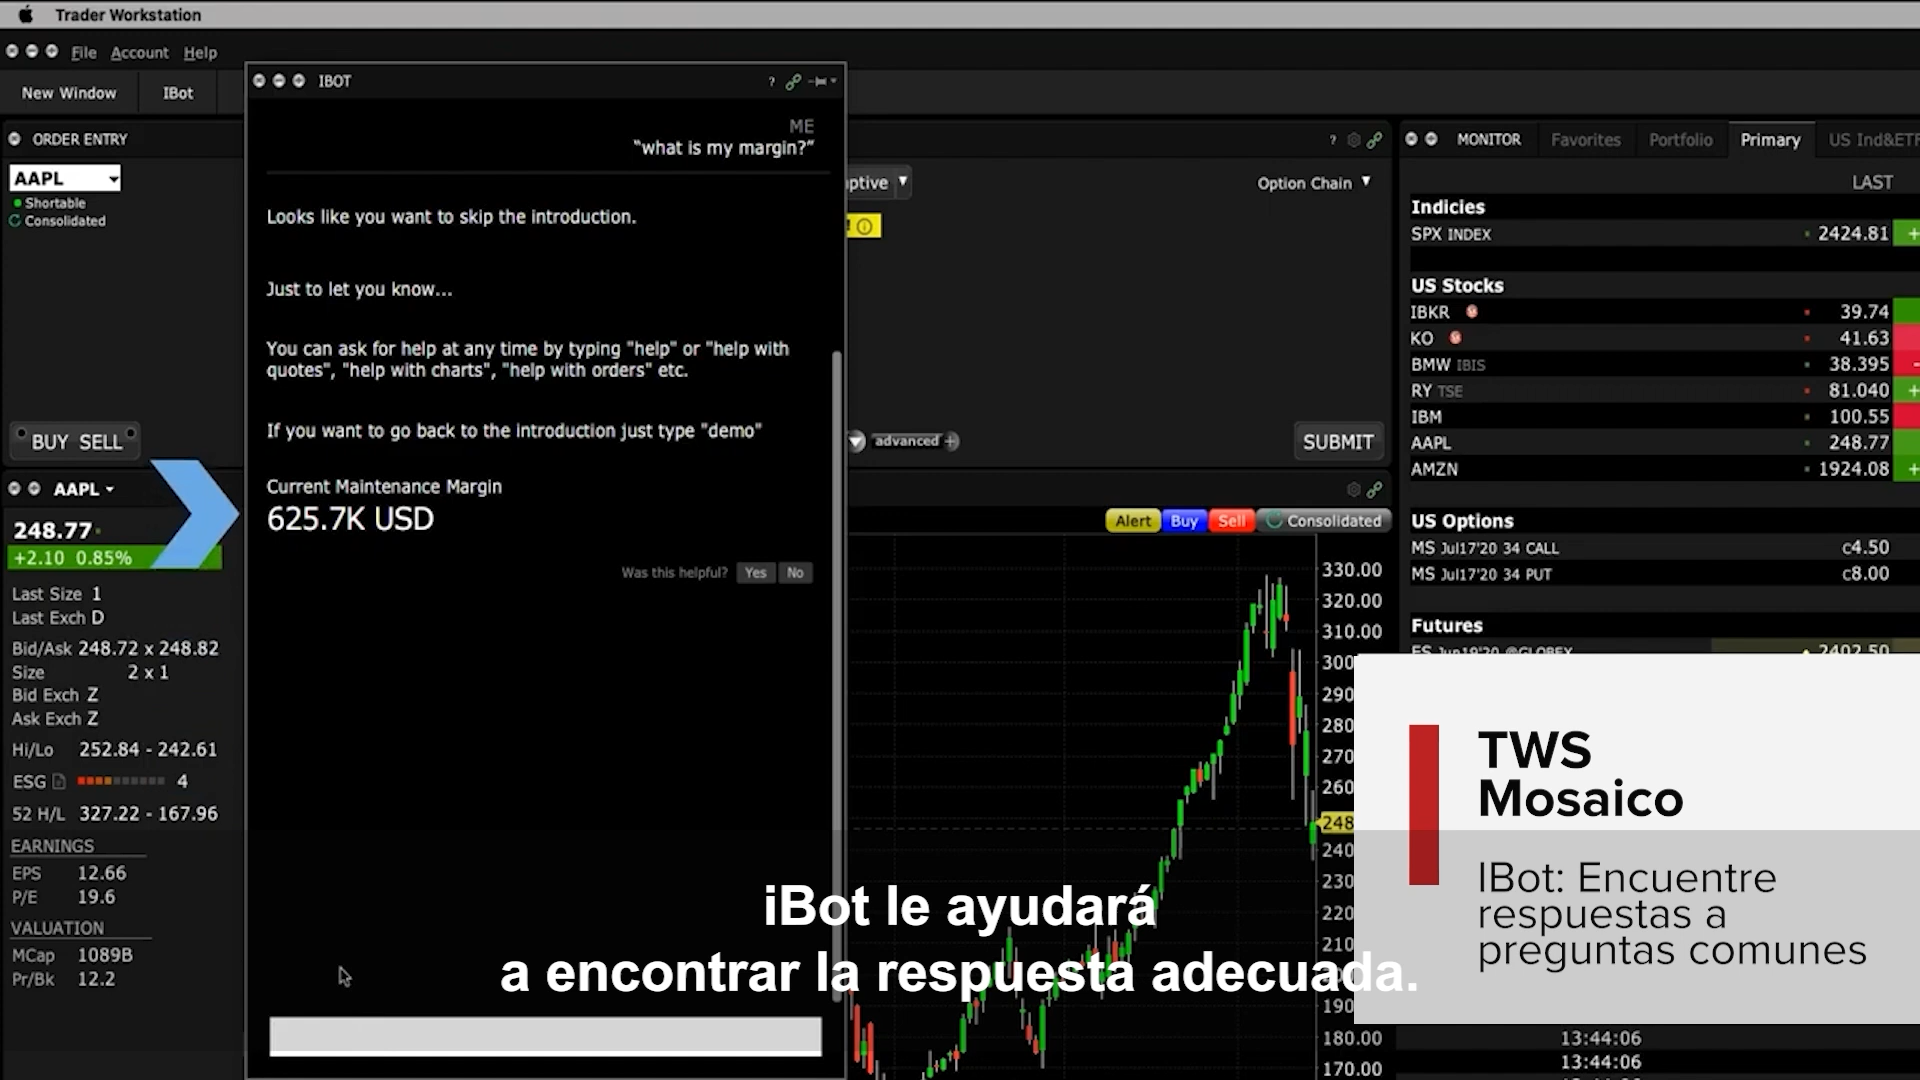 Trader Workstation
File Account Help
New Window IBot
IBOT ?
ME
“what is my margin?”
Looks like you want to skip the introduction.
Just to let you know...
You can ask for help at any time by typing "help" or "help with
quotes", "help with charts", "help with orders" etc.
If you want to go back to the introduction just type "demo"
Current Maintenance Margin
625.7K USD
Was this helpful? Yes No
ORDER ENTRY
AAPL
Shortable
Consolidated
BUY SELL
AAPL
248.77
+2.10 0.85%
Last Size 1
Last Exch D
Bid/Ask 248.72 x 248.82
Size 2 x 1
Bid Exch Z
Ask Exch Z
Hi/Lo 252.84 - 242.61
ESG 4
52 H/L 327.22 - 167.96
EARNINGS
EPS 12.66
P/E 19.6
VALUATION
MCap 1089B
Pr/Bk 12.2
?
Option Chain
advanced +
SUBMIT
Alert Buy Sell Consolidated
330.00
320.00
310.00
300
290
280
270
260
248
240
230
220
210
190
180.00
170.00
MONITOR Favorites Portfolio Primary US Ind&ETF
LAST
Indicies
SPX INDEX 2424.81 +
US Stocks
IBKR 39.74
KO 41.63
BMW IBIS 38.395 -
RY TSE 81.040 +
IBM 100.55
AAPL 248.77
AMZN 1924.08 +
US Options
MS Jul17'20 34 CALL c4.50
MS Jul17'20 34 PUT c8.00
Futures
ES Jun19'20 @GLOBEX 2402.50
TWS
Mosaico
IBot: Encuentre
respuestas a
preguntas comunes
iBot le ayudará
a encontrar la respuesta adecuada.
13:44:06
13:44:06